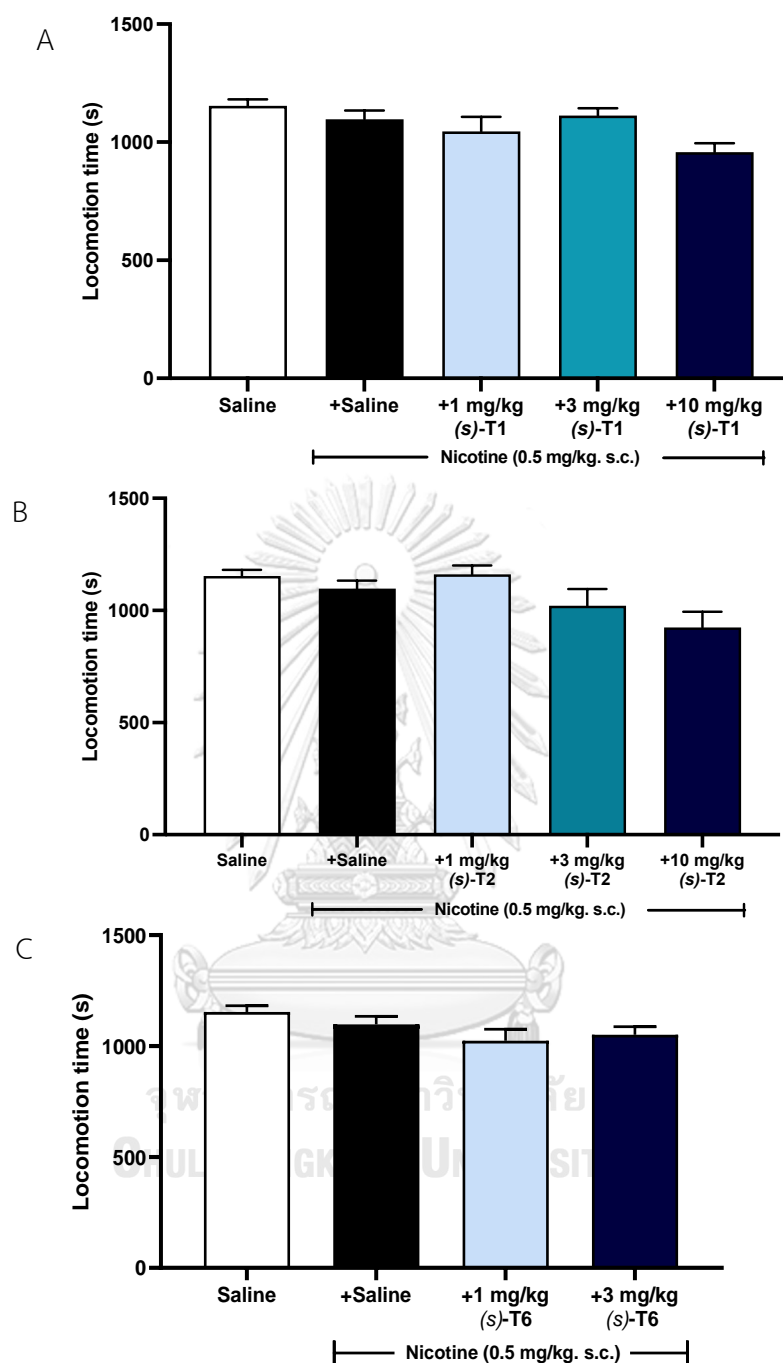 A
Locomotion time (s)
1500
1000
500
0
Saline
+Saline
+1 mg/kg
(s)-T1
+3 mg/kg
(s)-T1
+10 mg/kg
(s)-T1
Nicotine (0.5 mg/kg. s.c.)
B
Locomotion time (s)
1500
1000
500
0
Saline
+Saline
+1 mg/kg
(s)-T2
+3 mg/kg
(s)-T2
+10 mg/kg
(s)-T2
Nicotine (0.5 mg/kg. s.c.)
C
Locomotion time (s)
1500
1000
500
0
Saline
+Saline
+1 mg/kg
(s)-T6
+3 mg/kg
(s)-T6
Nicotine (0.5 mg/kg. s.c.)